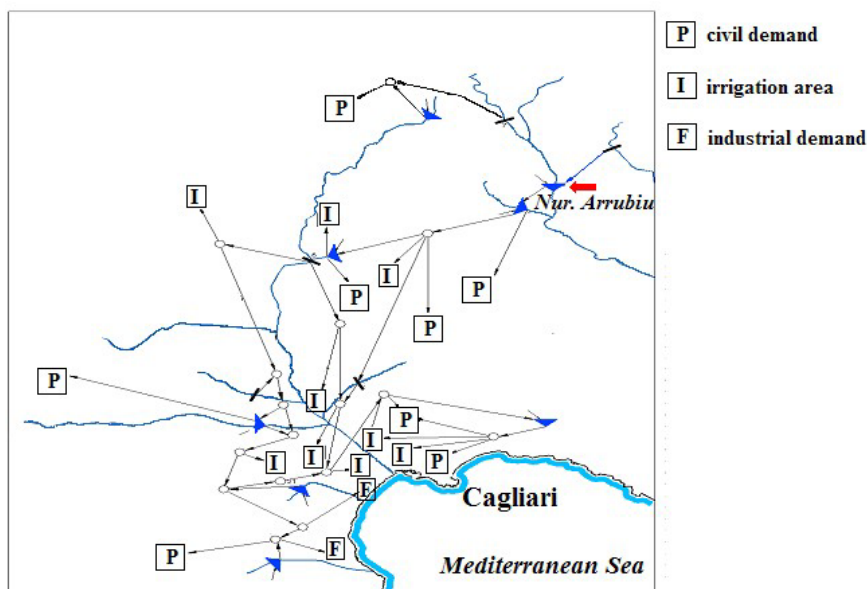 P civil demand
I irrigation area
F industrial demand
P
I
I
Nur. Arrubiu
I
P
P
P
P
I
P
I
I
I
I
P
I
F
Cagliari
P
F
Mediterranean Sea